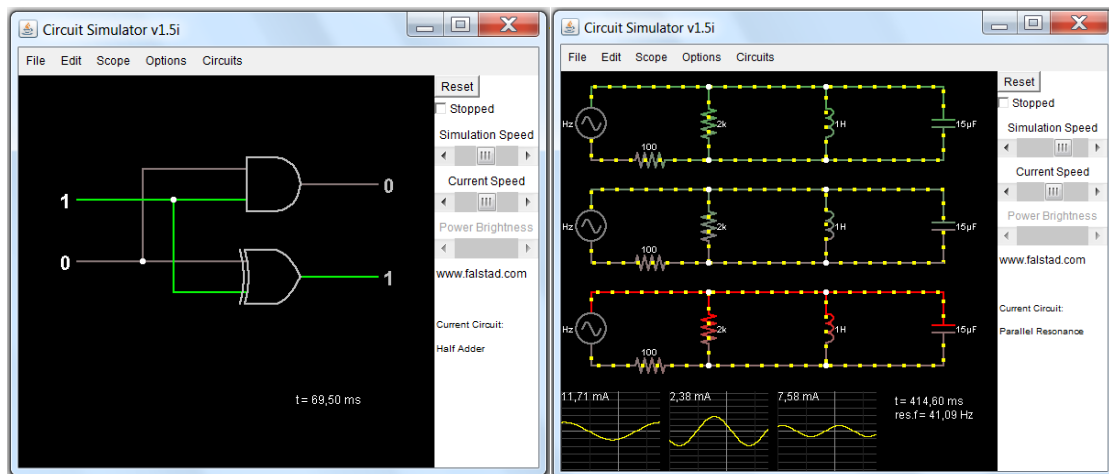 Circuit Simulator v1.5i
File Edit Scope Options Circuits
Reset
Stopped
Simulation Speed
Current Speed
Power Brightness
www.falstad.com
Current Circuit:
Half Adder
1
0
0
1
t = 69,50 ms
Circuit Simulator v1.5i
File Edit Scope Options Circuits
Reset
Stopped
Simulation Speed
Current Speed
Power Brightness
www.falstad.com
Current Circuit:
Parallel Resonance
Hz
2k
1H
15μF
100
Hz
2k
1H
15μF
100
Hz
2k
1H
15μF
100
11,71 mA
2,38 mA
7,58 mA
t = 414,60 ms
res.f = 41,09 Hz